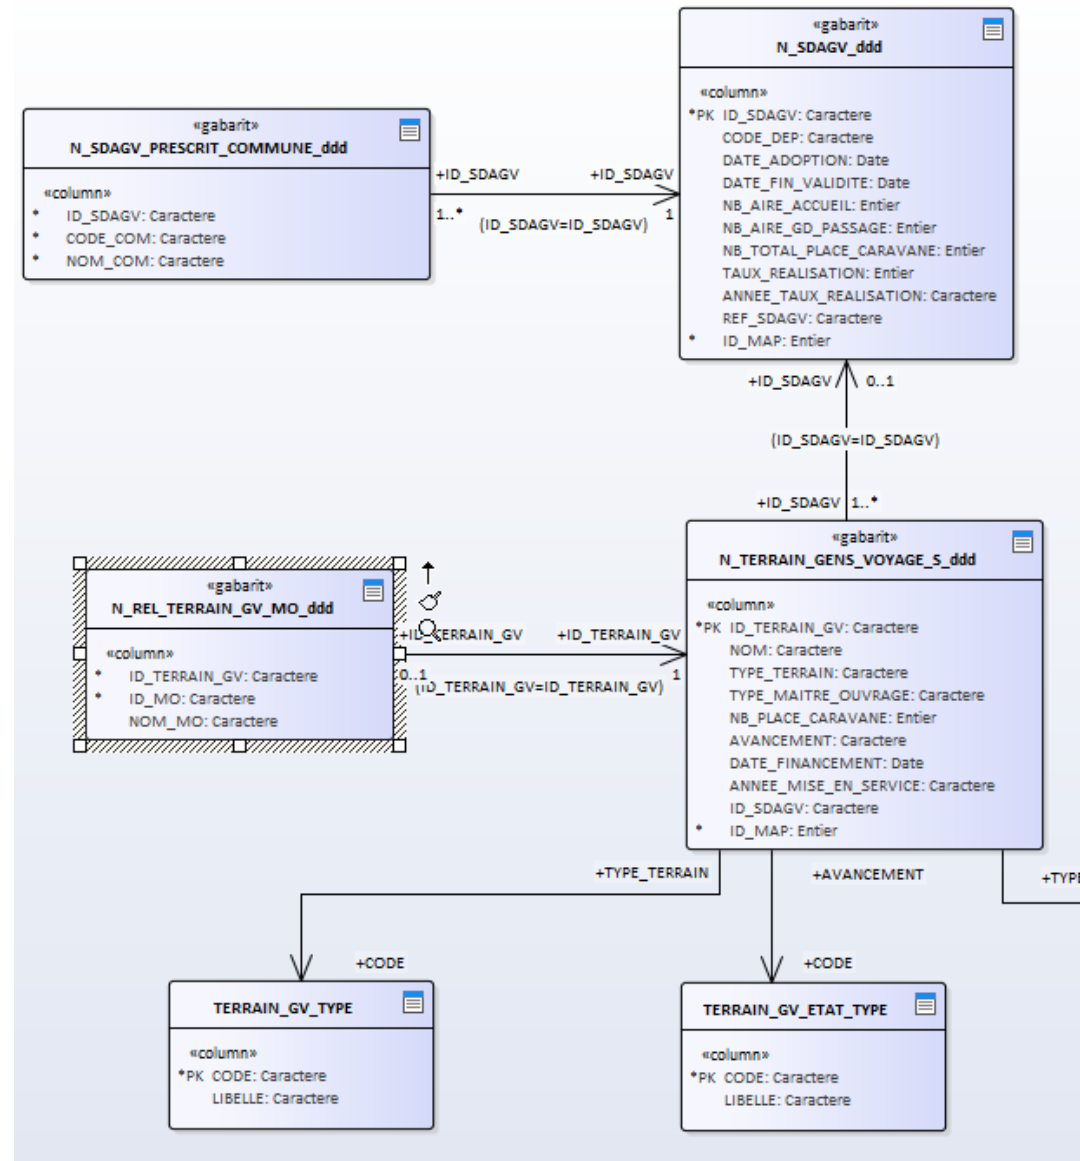 «gabarit»
N_SDAGV_ddd
«column»
*PK ID_SDAGV: Caractere
CODE_DEP: Caractere
DATE_ADOPTION: Date
DATE_FIN_VALIDITE: Date
NB_AIRE_ACCUEIL: Entier
NB_AIRE_GD_PASSAGE: Entier
NB_TOTAL_PLACE_CARAVANE: Entier
TAUX_REALISATION: Entier
ANNEE_TAUX_REALISATION: Caractere
REF_SDAGV: Caractere
* ID_MAP: Entier
«gabarit»
N_SDAGV_PRESCRIT_COMMUNE_ddd
«column»
* ID_SDAGV: Caractere
* CODE_COM: Caractere
* NOM_COM: Caractere
+ID_SDAGV +ID_SDAGV
1..* (ID_SDAGV=ID_SDAGV) 1
+ID_SDAGV 0..1
(ID_SDAGV=ID_SDAGV)
+ID_SDAGV 1..*
«gabarit»
N_TERRAIN_GENS_VOYAGE_S_ddd
«column»
*PK ID_TERRAIN_GV: Caractere
NOM: Caractere
TYPE_TERRAIN: Caractere
TYPE_MAITRE_OUVRAGE: Caractere
NB_PLACE_CARAVANE: Entier
AVANCEMENT: Caractere
DATE_FINANCEMENT: Date
ANNEE_MISE_EN_SERVICE: Caractere
ID_SDAGV: Caractere
* ID_MAP: Entier
«gabarit»
N_REL_TERRAIN_GV_MO_ddd
«column»
* ID_TERRAIN_GV: Caractere
* ID_MO: Caractere
NOM_MO: Caractere
+ID_TERRAIN_GV +ID_TERRAIN_GV
0..1 (ID_TERRAIN_GV=ID_TERRAIN_GV) 1
+TYPE_TERRAIN +AVANCEMENT +TYPE
+CODE +CODE
TERRAIN_GV_TYPE
«column»
*PK CODE: Caractere
LIBELLE: Caractere
TERRAIN_GV_ETAT_TYPE
«column»
*PK CODE: Caractere
LIBELLE: Caractere